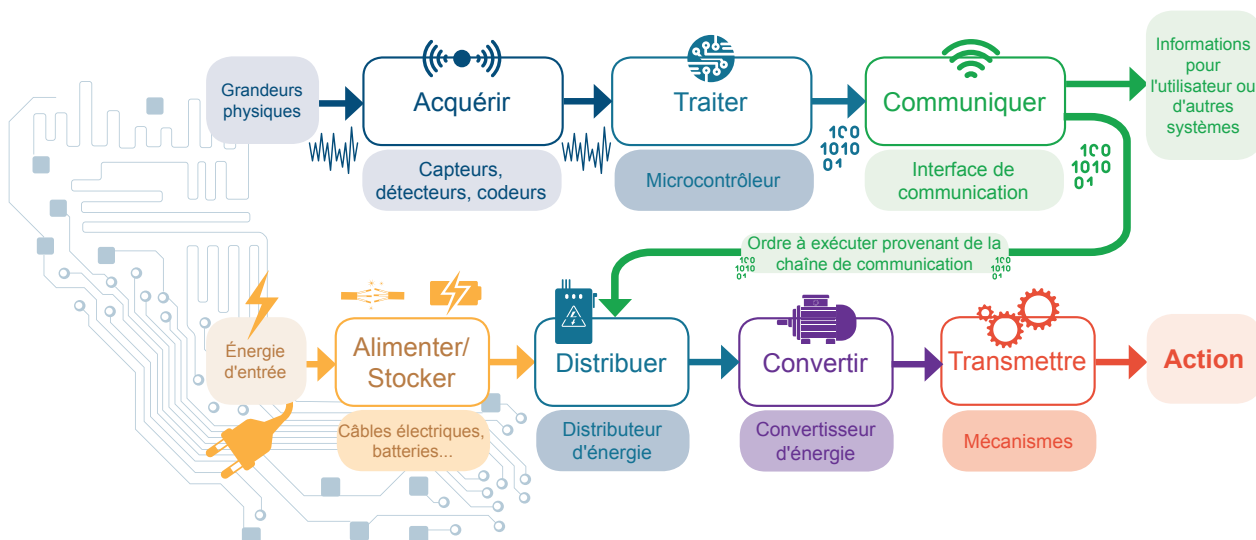 Grandeurs
physiques
Acquérir
Capteurs,
détecteurs, codeurs
Traiter
Microcontrôleur
100
1010
01
Communiquer
Interface de
communication
100
1010
01
Informations
pour
l'utilisateur ou
d'autres
systèmes
Ordre à exécuter provenant de la
chaîne de communication
100
1010
01
100
1010
01
Énergie
d'entrée
Alimenter/
Stocker
Câbles électriques,
batteries...
Distribuer
Distributeur
d'énergie
Convertir
Convertisseur
d'énergie
Transmettre
Mécanismes
Action